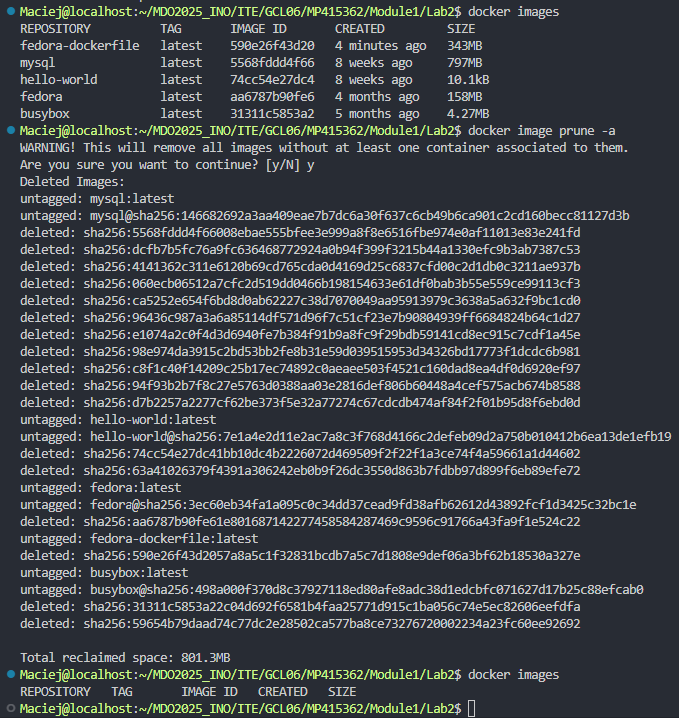 Maciej@localhost:~/MDO2025_INO/ITE/GCL06/MP415362/Module1/Lab2$ docker images
REPOSITORY TAG IMAGE ID CREATED SIZE
fedora-dockerfile latest 590e26f43d20 4 minutes ago 343MB
mysql latest 5568fddd4f66 8 weeks ago 797MB
hello-world latest 74cc54e27dc4 8 weeks ago 10.1kB
fedora latest aa6787b90fe6 4 months ago 158MB
busybox latest 31311c5853a2 5 months ago 4.27MB
Maciej@localhost:~/MDO2025_INO/ITE/GCL06/MP415362/Module1/Lab2$ docker image prune -a
WARNING! This will remove all images without at least one container associated to them.
Are you sure you want to continue? [y/N] y
Deleted Images:
untagged: mysql:latest
untagged: mysql@sha256:146682692a3aa409eae7b7dc6a30f637c6cb49b6ca901c2cd160becc81127d3b
deleted: sha256:5568fddd4f66008ebae555bfee3e999a8f8e6516fbe974e0af11013e83e241fd
deleted: sha256:dcfb7b5fc76a9fc636468772924a0b94f399f3215b44a1330efc9b3ab7387c53
deleted: sha256:4141362c311e6120b69cd765cda0d4169d25c6837cfd00c2d1db0c3211ae937b
deleted: sha256:060ecb06512a7cfc2d519dd0466b198154633e61df0bab3b55e559ce99113cf3
deleted: sha256:ca5252e654f6bd8d0ab62227c38d7070049aa95913979c3638a5a632f9bc1cd0
deleted: sha256:96436c987a3a6a85114df571d96f7c51cf23e7b90804939ff6684824b64c1d27
deleted: sha256:e1074a2c0f4d3d6940fe7b384f91b9a8fc9f29bdb59141cd8ec915c7cdf1a45e
deleted: sha256:98e974da3915c2bd53bb2fe8b31e59d039515953d34326bd17773f1dcdc6b981
deleted: sha256:c8f1c40f14209c25b17ec74892c0aeaee503f4521c160dad8ea4df0d6920ef97
deleted: sha256:94f93b2b7f8c27e5763d0388aa03e2816def806b60448a4cef575acb674b8588
deleted: sha256:d7b2257a2277cf62be373f5e32a77274c67cdcdb474af84f2f01b95d8f6ebd0d
untagged: hello-world:latest
untagged: hello-world@sha256:7e1a4e2d11e2ac7a8c3f768d4166c2defeb09d2a750b010412b6ea13de1efb19
deleted: sha256:74cc54e27dc41bb10dc4b2226072d469509f2f22f1a3ce74f4a59661a1d44602
deleted: sha256:63a41026379f4391a306242eb0b9f26dc3550d863b7fdbb97d899f6eb89efe72
untagged: fedora:latest
untagged: fedora@sha256:3ec60eb34fa1a095c0c34dd37cead9fd38afb62612d43892fcf1d3425c32bc1e
deleted: sha256:aa6787b90fe61e801687142277458584287469c9596c91766a43fa9f1e524c22
untagged: fedora-dockerfile:latest
deleted: sha256:590e26f43d2057a8a5c1f32831bcdb7a5c7d1808e9def06a3bf62b18530a327e
untagged: busybox:latest
untagged: busybox@sha256:498a000f370d8c37927118ed80afe8adc38d1edcbfc071627d17b25c88efcab0
deleted: sha256:31311c5853a22c04d692f6581b4faa25771d915c1ba056c74e5ec82606eefdfa
deleted: sha256:59654b79daad74c77dc2e28502ca577ba8ce73276720002234a23fc60ee92692
Total reclaimed space: 801.3MB
Maciej@localhost:~/MDO2025_INO/ITE/GCL06/MP415362/Module1/Lab2$ docker images
REPOSITORY TAG IMAGE ID CREATED SIZE
Maciej@localhost:~/MDO2025_INO/ITE/GCL06/MP415362/Module1/Lab2$